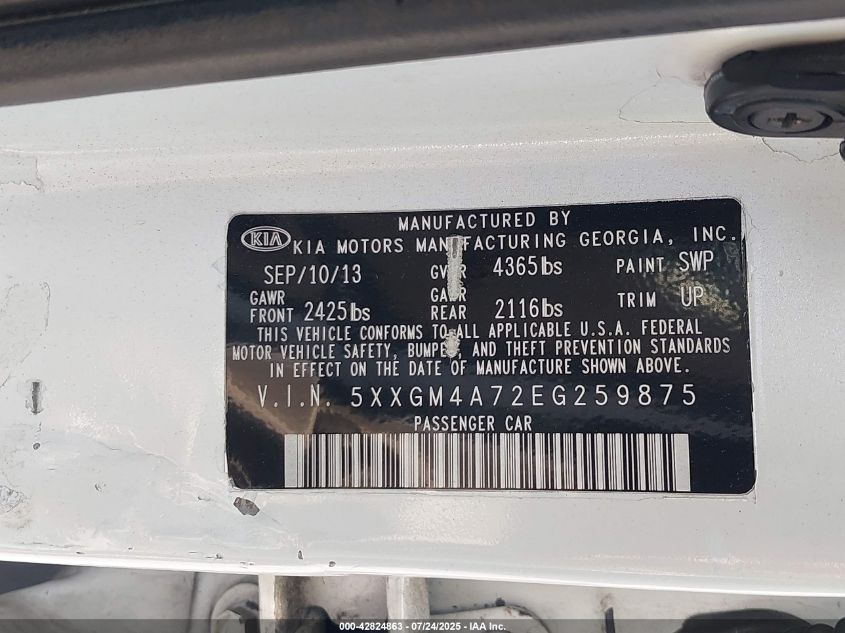 MANUFACTURED BY
KIA KIA MOTORS MANUFACTURING GEORGIA, INC.
SEP/10/13 GVWR 4365lbs PAINT SWP
GAWR FRONT 2425lbs GAWR REAR 2116lbs TRIM UP
THIS VEHICLE CONFORMS TO ALL APPLICABLE U.S.A. FEDERAL
MOTOR VEHICLE SAFETY, BUMPER, AND THEFT PREVENTION STANDARDS
IN EFFECT ON THE DATE OF MANUFACTURE SHOWN ABOVE.
V.I.N. 5XXGM4A72EG259875
PASSENGER CAR
000-42824863 - 07/24/2025 - IAA Inc.